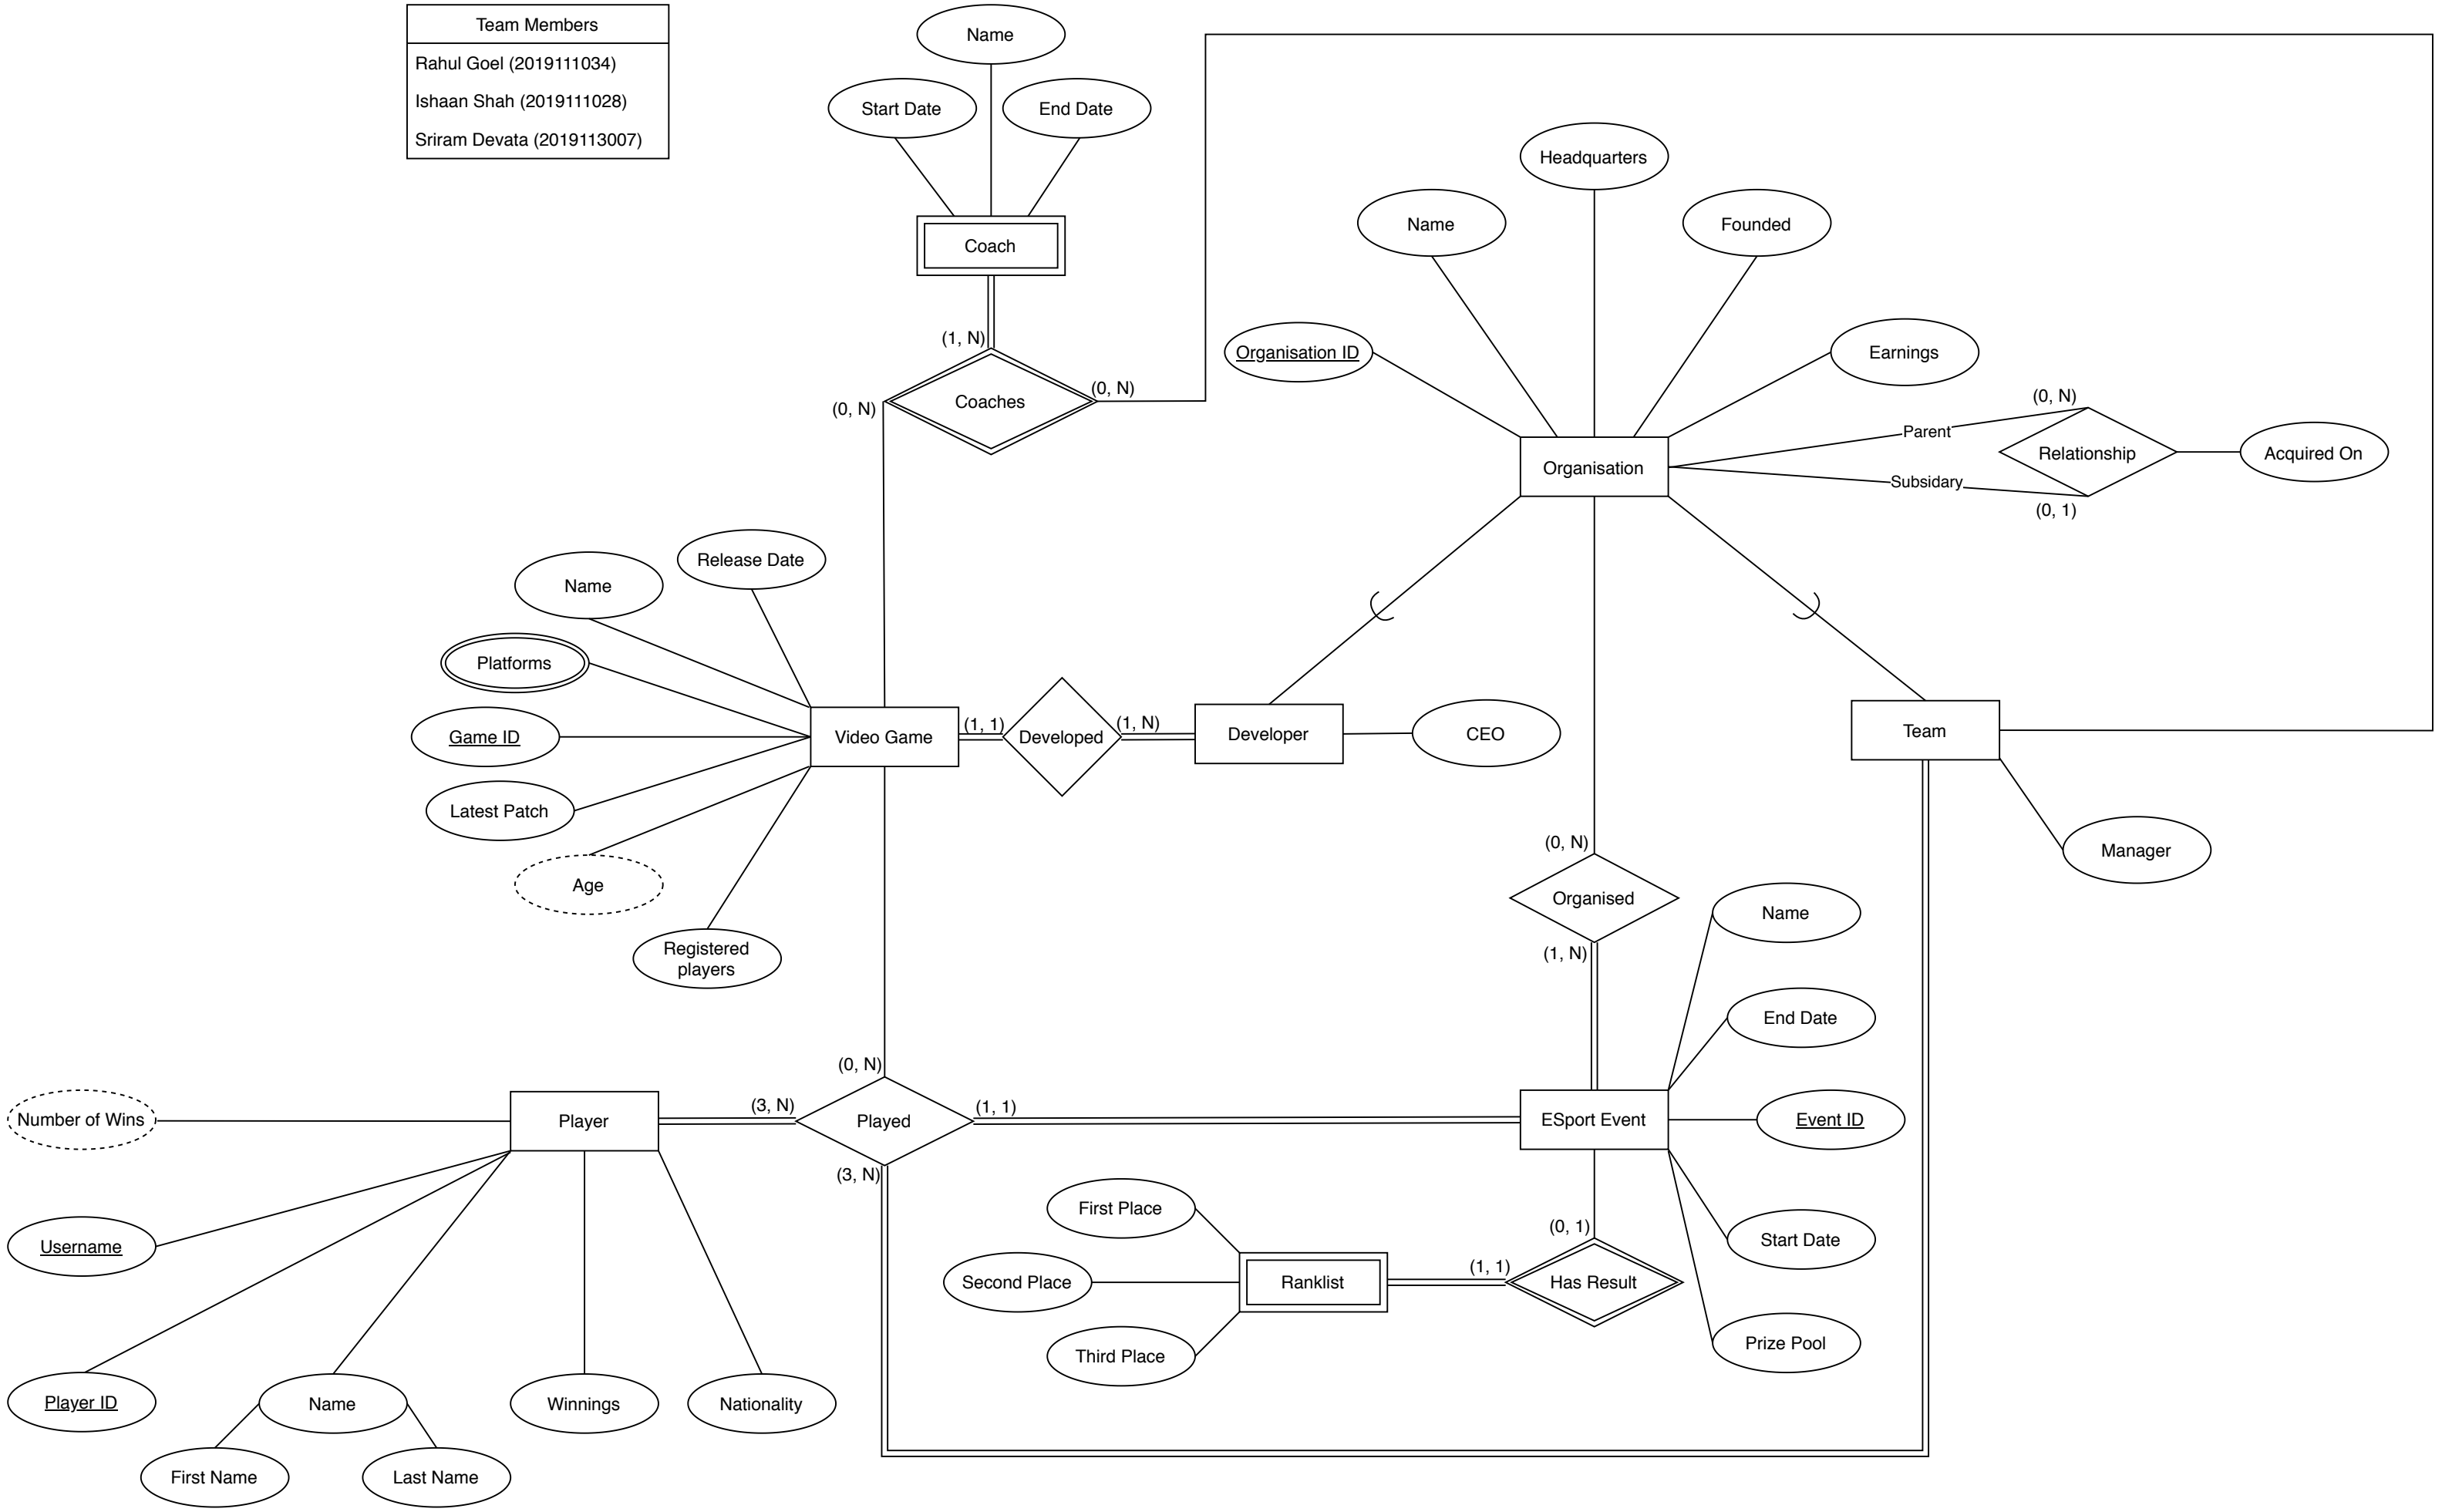 Team Members
Rahul Goel (2019111034)
Ishaan Shah (2019111028)
Sriram Devata (2019113007)
Name
Start Date
End Date
Coach
(1, N)
(0, N)
Coaches
(0, N)
Headquarters
Name
Founded
Organisation ID
Earnings
Organisation
Parent
Subsidary
(0, N)
Relationship
(0, 1)
Acquired On
Release Date
Name
Platforms
Game ID
Latest Patch
Age
Registered
players
Video Game
(1, 1)
Developed
(1, N)
Developer
CEO
Team
Manager
(0, N)
Organised
(1, N)
Name
End Date
Event ID
Start Date
Prize Pool
ESport Event
(0, N)
(3, N)
Played
(1, 1)
(3, N)
Player
Number of Wins
Username
Player ID
Name
First Name
Last Name
Winnings
Nationality
First Place
Second Place
Third Place
Ranklist
(1, 1)
(0, 1)
Has Result